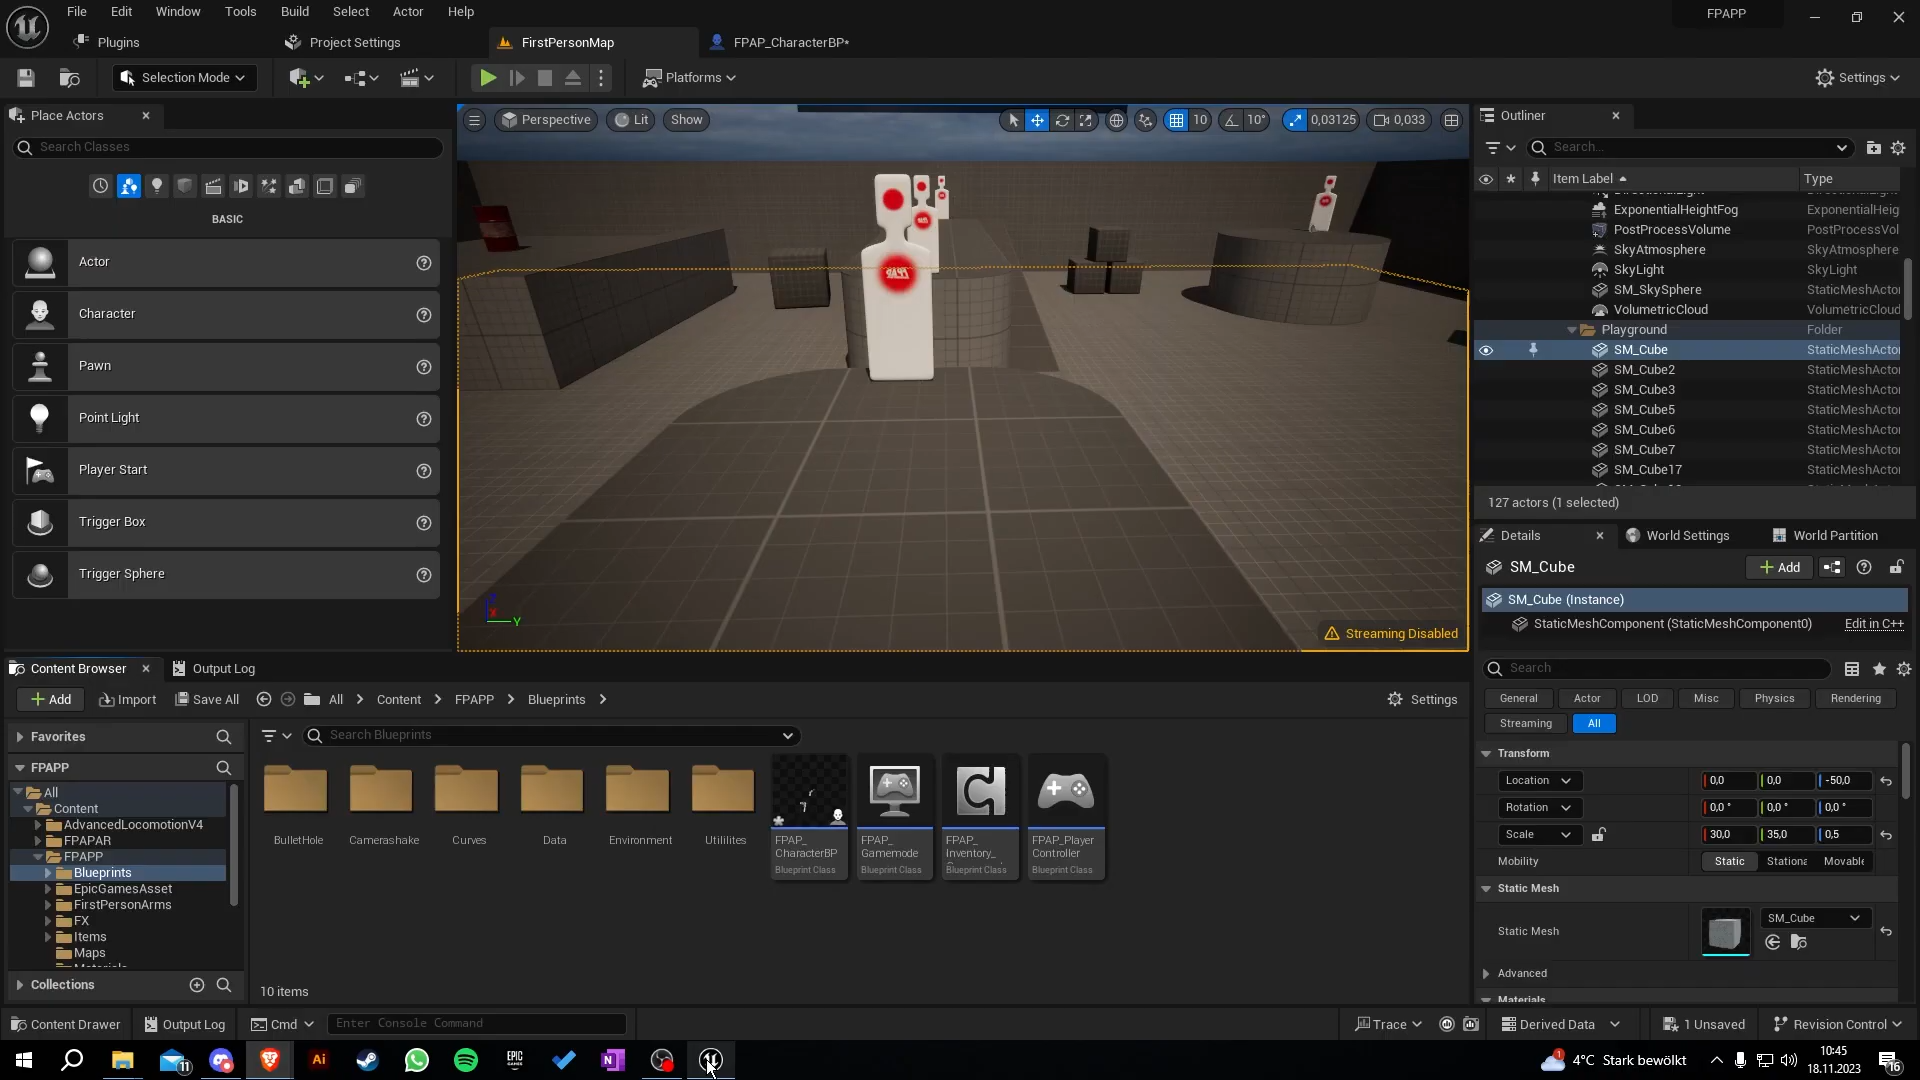 File Edit Window Tools Build Select Actor Help
FPAPP
Plugins
Project Settings
FirstPersonMap
FPAP_CharacterBP*
Selection Mode
Platforms
Settings
Place Actors
Search Classes
BASIC
Actor
Character
Pawn
Point Light
Player Start
Trigger Box
Trigger Sphere
Perspective
Lit
Show
10
10°
0,03125
0,033
Y
Streaming Disabled
Outliner
Search...
Item Label
Type
ExponentialHeightFog ExponentialHeig
PostProcessVolume PostProcessVol
SkyAtmosphere SkyAtmosphere
SkyLight SkyLight
SM_SkySphere StaticMeshActo
VolumetricCloud VolumetricCloud
Playground Folder
SM_Cube StaticMeshActo
SM_Cube2 StaticMeshActo
SM_Cube3 StaticMeshActo
SM_Cube5 StaticMeshActo
SM_Cube6 StaticMeshActo
SM_Cube7 StaticMeshActo
SM_Cube17 StaticMeshActo
127 actors (1 selected)
Details
World Settings
World Partition
SM_Cube
Add
SM_Cube (Instance)
StaticMeshComponent (StaticMeshComponent0)
Edit in C++
Search
General Actor LOD Misc Physics Rendering
Streaming All
Transform
Location 0,0 0,0 -50,0
Rotation 0,0 ° 0,0 ° 0,0 °
Scale 30,0 35,0 0,5
Mobility Static Stationa Movable
Static Mesh
Static Mesh
SM_Cube
Advanced
Materials
Content Browser
Output Log
Add
Import
Save All
All
Content
FPAPP
Blueprints
Settings
Favorites
FPAPP
All
Content
AdvancedLocomotionV4
FPAPAR
FPAPP
Blueprints
EpicGamesAsset
FirstPersonArms
FX
Items
Maps
Materials
Collections
Search Blueprints
BulletHole
Camerashake
Curves
Data
Environment
Utililites
FPAP_
CharacterBP
Blueprint Class
FPAP_
Gamemode
Blueprint Class
FPAP_
Inventory_
Blueprint Class
FPAP_Player
Controller
Blueprint Class
10 items
Content Drawer
Output Log
Cmd
Enter Console Command
Trace
Derived Data
1 Unsaved
Revision Control
Ai
EPIC
GAMES
N
11
1
4°C Stark bewölkt
10:45
18.11.2023
16